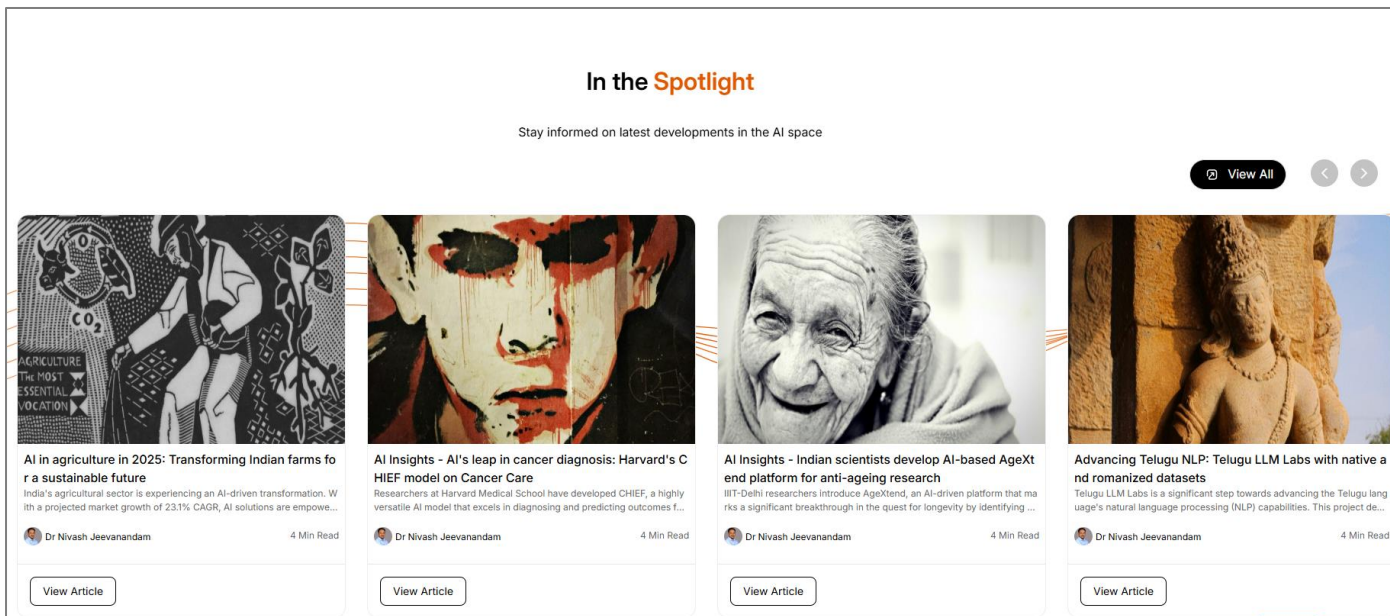 In the Spotlight
Stay informed on latest developments in the AI space
View All
CO2
AGRICULTURE
THE MOST
ESSENTIAL
VOCATION
AI in agriculture in 2025: Transforming Indian farms fo
r a sustainable future
India's agricultural sector is experiencing an AI-driven transformation. W
ith a projected market growth of 23.1% CAGR, AI solutions are empowe...
Dr Nivash Jeevanandam
4 Min Read
View Article
AI Insights - AI's leap in cancer diagnosis: Harvard's C
HIEF model on Cancer Care
Researchers at Harvard Medical School have developed CHIEF, a highly
versatile AI model that excels in diagnosing and predicting outcomes f...
Dr Nivash Jeevanandam
4 Min Read
View Article
AI Insights - Indian scientists develop AI-based AgeXt
end platform for anti-ageing research
IIIT-Delhi researchers introduce AgeXtend, an AI-driven platform that ma
rks a significant breakthrough in the quest for longevity by identifying ...
Dr Nivash Jeevanandam
4 Min Read
View Article
Advancing Telugu NLP: Telugu LLM Labs with native a
nd romanized datasets
Telugu LLM Labs is a significant step towards advancing the Telugu lang
uage's natural language processing (NLP) capabilities. This project de...
Dr Nivash Jeevanandam
4 Min Read
View Article